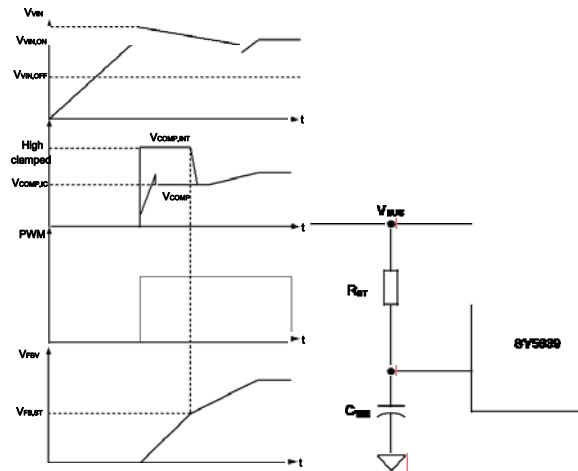 VVIN
VVIN,ON
VVIN,OFF
t
High
clamped
VCOMP,INT
VCOMP,IC
VCOMP
t
PWM
t
VFBV
VFB,ST
t
VBUS
RST
SY5839